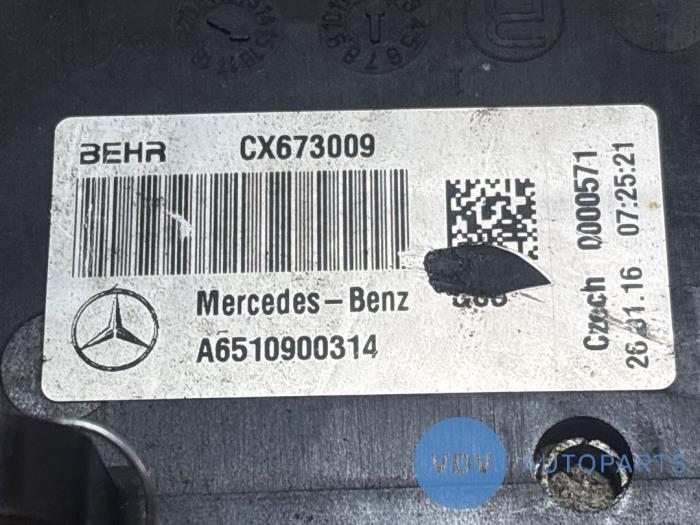 BEHR CX673009
Mercedes-Benz
A6510900314
Czech 0000571
26.01.16 07:25:21
VDV AUTOPARTS